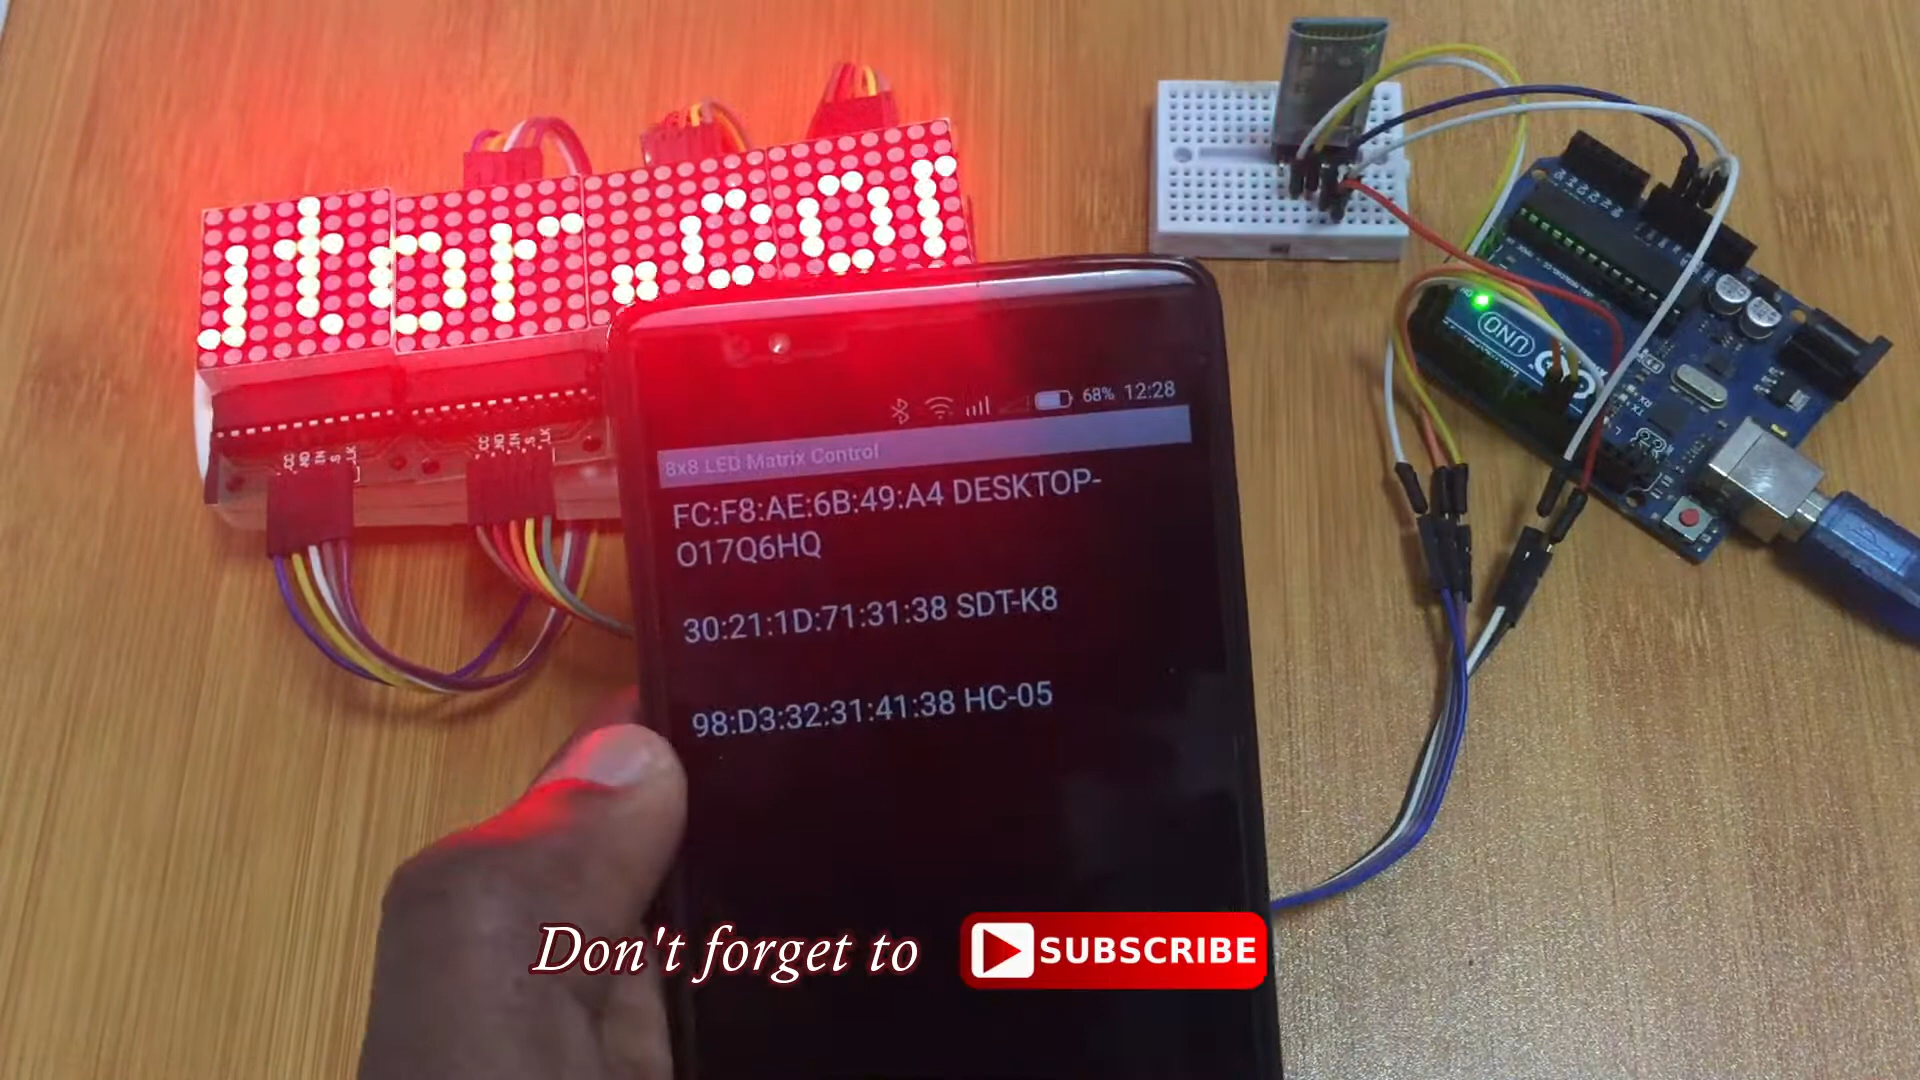 68% 12:28
8x8 LED Matrix Control
FC:F8:AE:6B:49:A4 DESKTOP-
O17Q6HQ
30:21:1D:71:31:38 SDT-K8
98:D3:32:31:41:38 HC-05
UNO
Don't forget to SUBSCRIBE